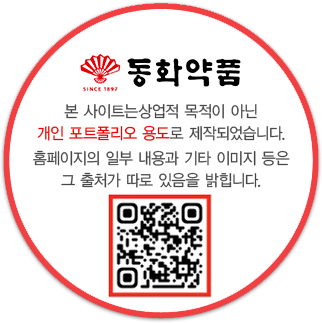 동화약품
SINCE 1897
본 사이트는상업적 목적이 아닌
개인 포트폴리오 용도로 제작되었습니다.
홈페이지의 일부 내용과 기타 이미지 등은
그 출처가 따로 있음을 밝힙니다.